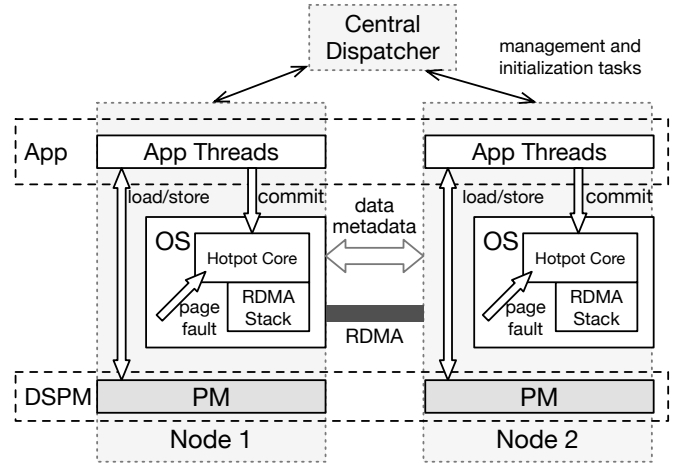 Central
Dispatcher
management and
initialization tasks
App
App Threads
App Threads
load/store
commit
data
metadata
load/store
commit
OS
Hotpot Core
page
fault
RDMA
Stack
RDMA
OS
Hotpot Core
page
fault
RDMA
Stack
DSPM
PM
PM
Node 1
Node 2